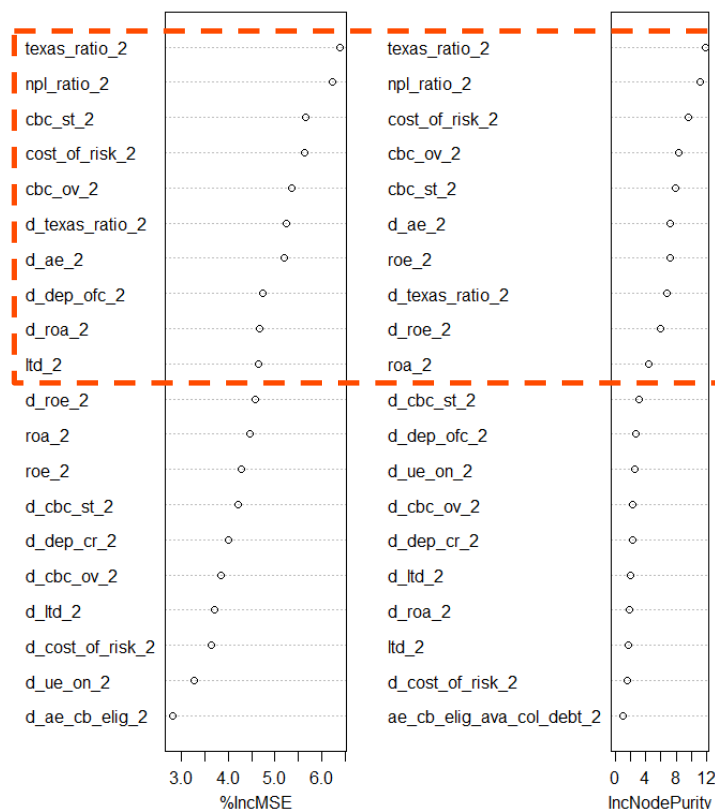 texas_ratio_2
npl_ratio_2
cbc_st_2
cost_of_risk_2
cbc_ov_2
d_texas_ratio_2
d_ae_2
d_dep_ofc_2
d_roa_2
ltd_2
d_roe_2
roa_2
roe_2
d_cbc_st_2
d_dep_cr_2
d_cbc_ov_2
d_ltd_2
d_cost_of_risk_2
d_ue_on_2
d_ae_cb_elig_2
3.0 4.0 5.0 6.0
%IncMSE
texas_ratio_2
npl_ratio_2
cost_of_risk_2
cbc_ov_2
cbc_st_2
d_ae_2
roe_2
d_texas_ratio_2
d_roe_2
roa_2
d_cbc_st_2
d_dep_ofc_2
d_ue_on_2
d_cbc_ov_2
d_dep_cr_2
d_ltd_2
d_roa_2
ltd_2
d_cost_of_risk_2
ae_cb_elig_ava_col_debt_2
0 4 8 12
IncNodePurity